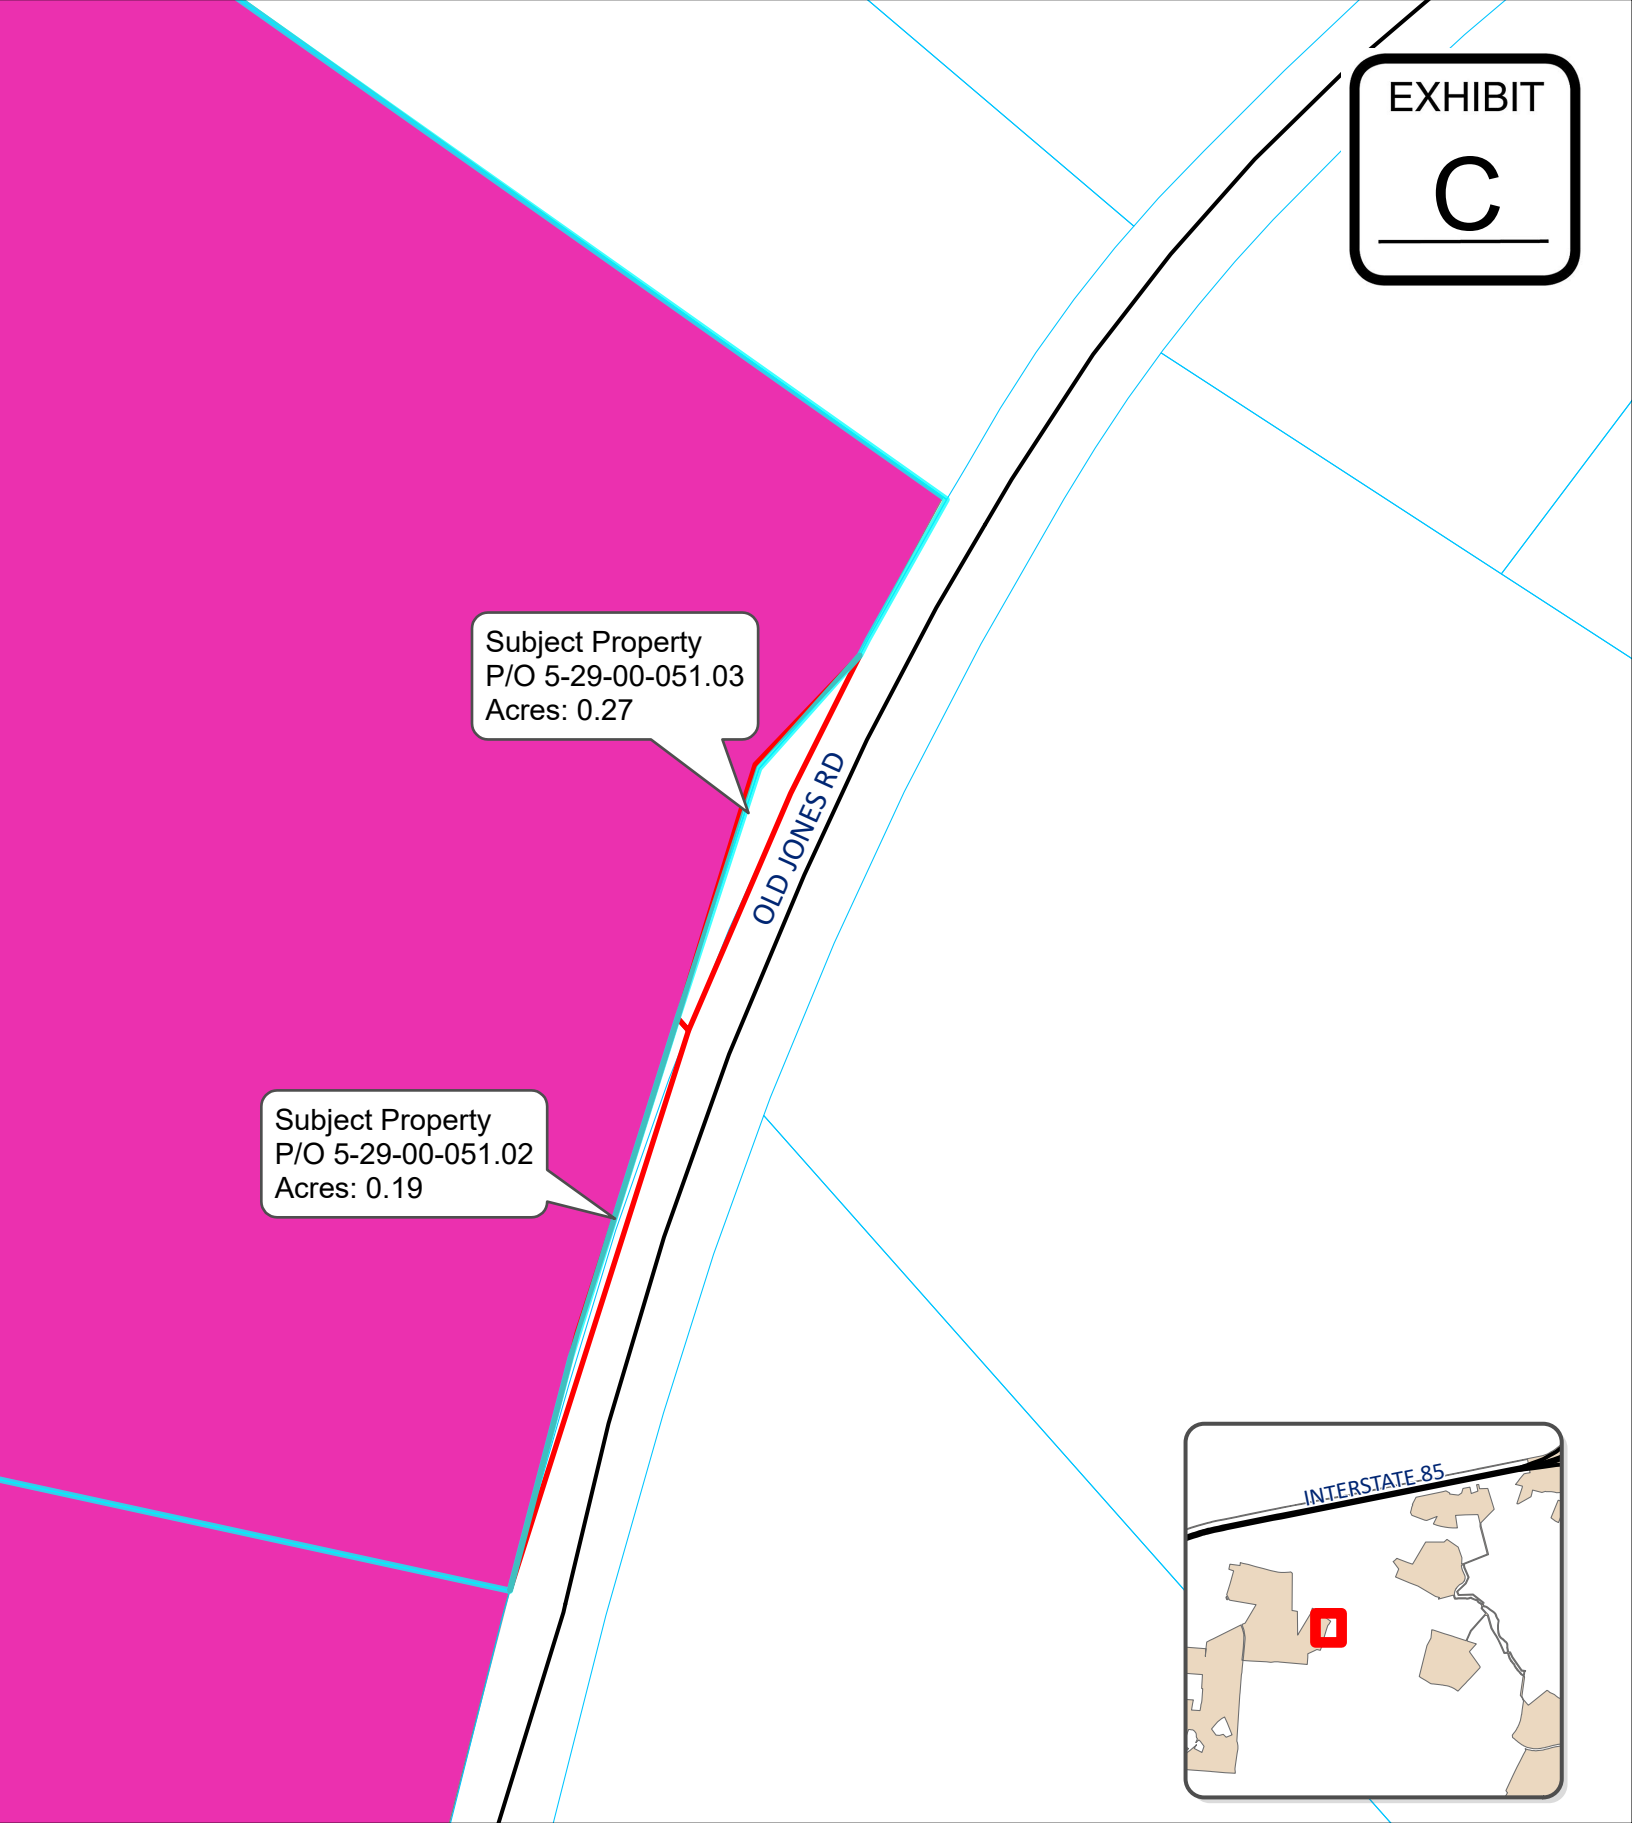 EXHIBIT
C
Subject Property
P/O 5-29-00-051.03
Acres: 0.27
OLD JONES RD
Subject Property
P/O 5-29-00-051.02
Acres: 0.19
INTERSTATE 85